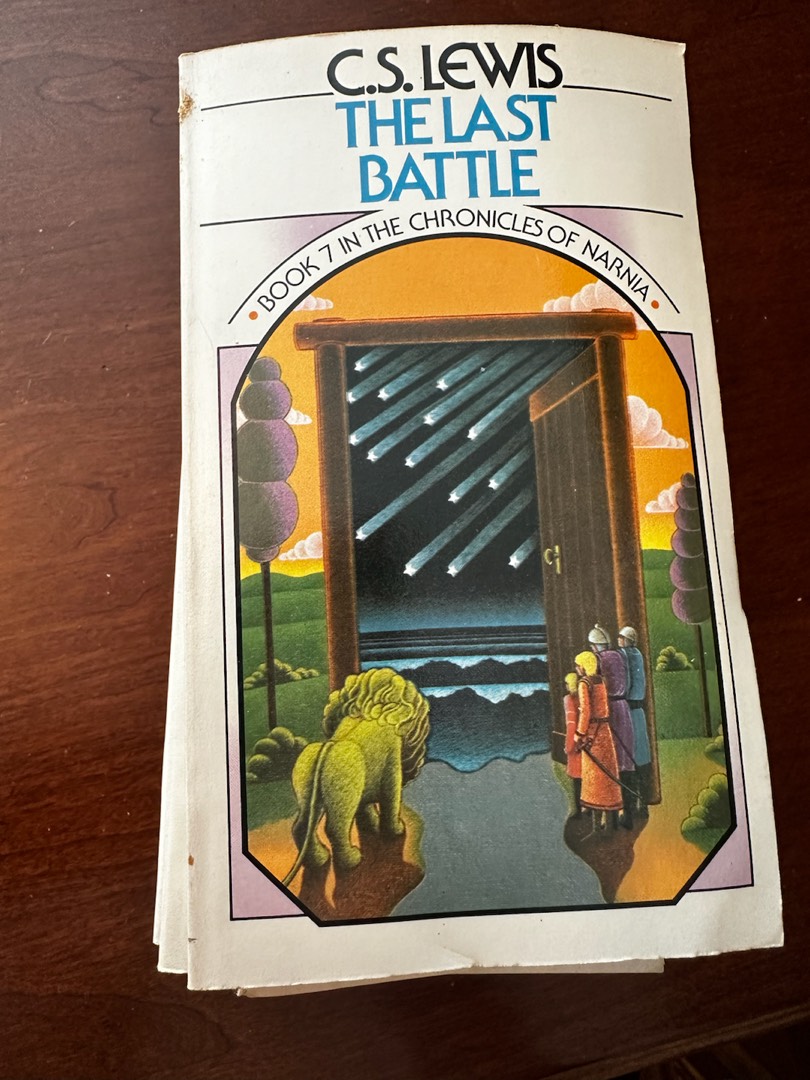 C.S. LEWIS
THE LAST
BATTLE
• BOOK 7 IN THE CHRONICLES OF NARNIA •